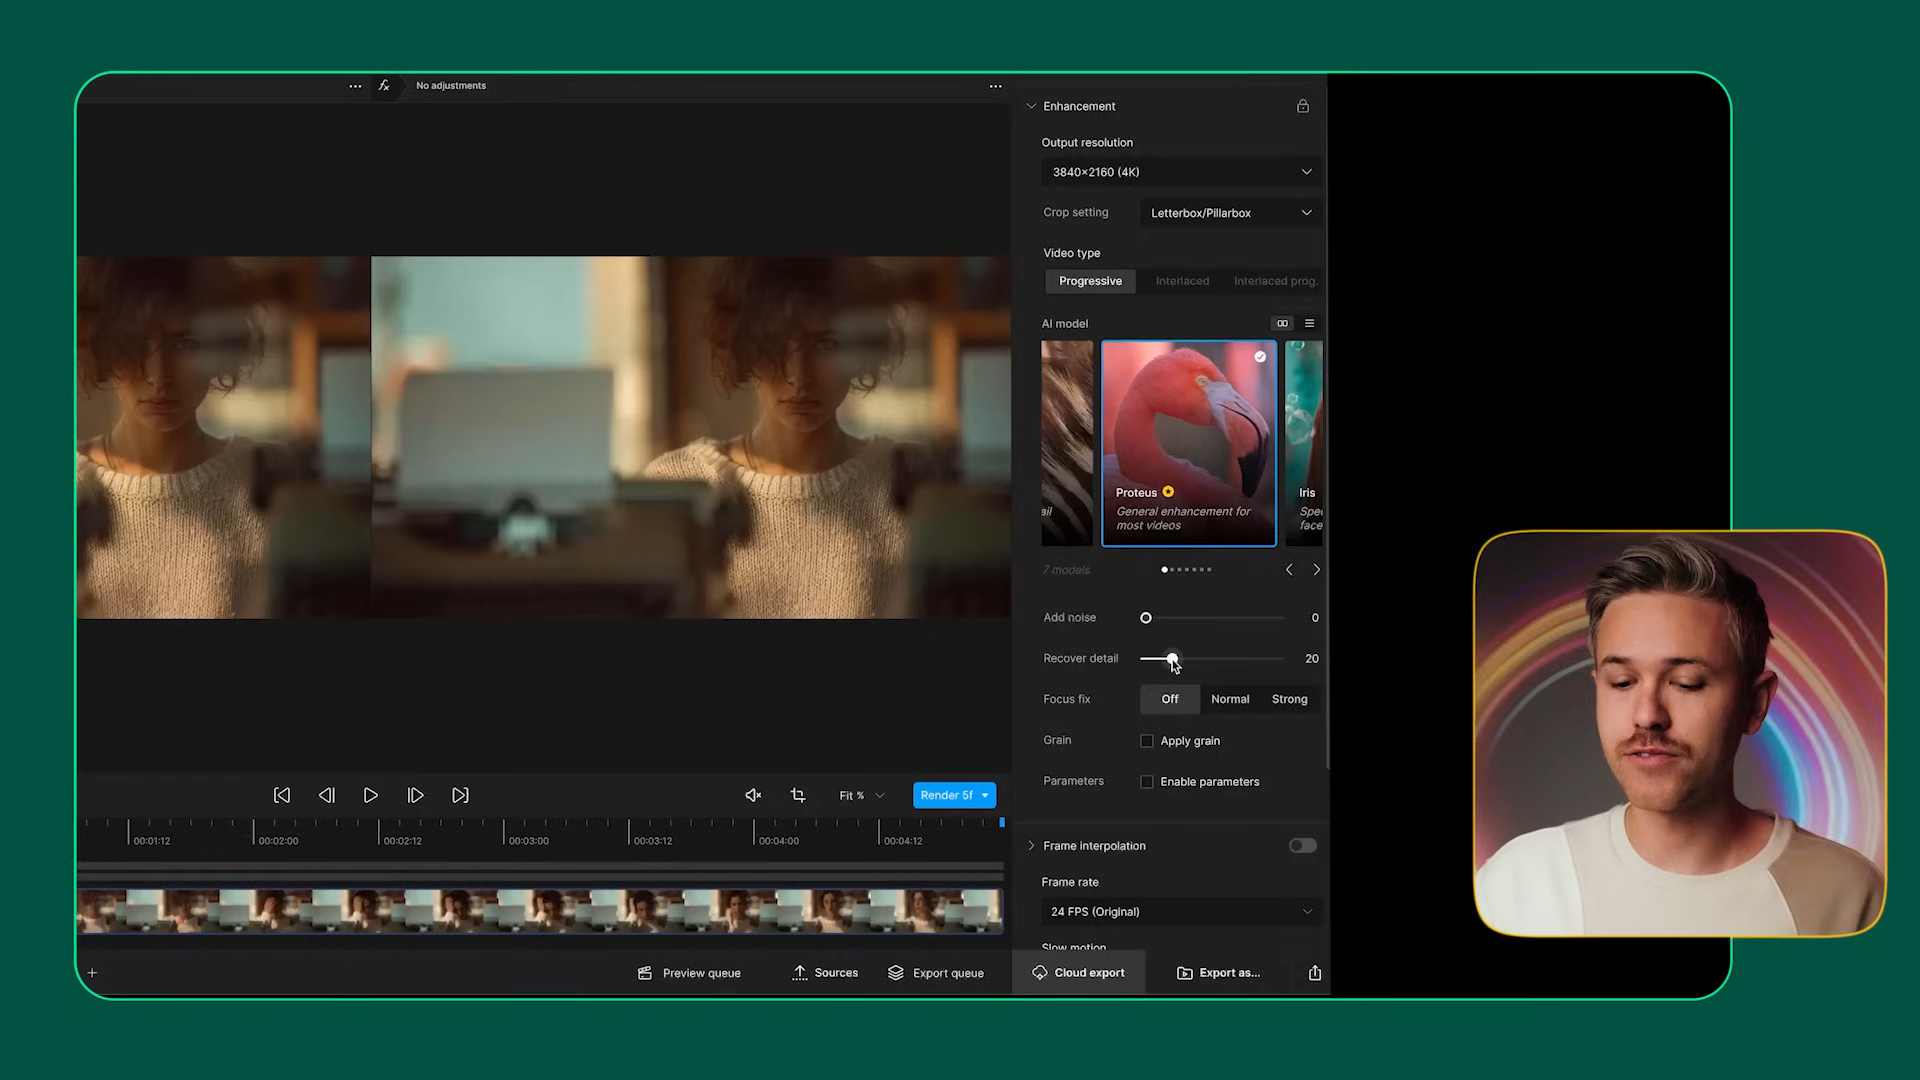 No adjustments
Enhancement
Output resolution
3840×2160 (4K)
Crop setting
Letterbox/Pillarbox
Video type
Progressive
Interlaced
Interlaced prog.
AI model
ail
Proteus
General enhancement for
most videos
Iris
Spe
face
7 models
Add noise
0
Recover detail
20
Focus fix
Off
Normal
Strong
Grain
Apply grain
Parameters
Enable parameters
Fit %
Render 5f
00:01:12
00:02:00
00:02:12
00:03:00
00:03:12
00:04:00
00:04:12
Frame interpolation
Frame rate
24 FPS (Original)
Slow motion
Preview queue
Sources
Export queue
Cloud export
Export as...